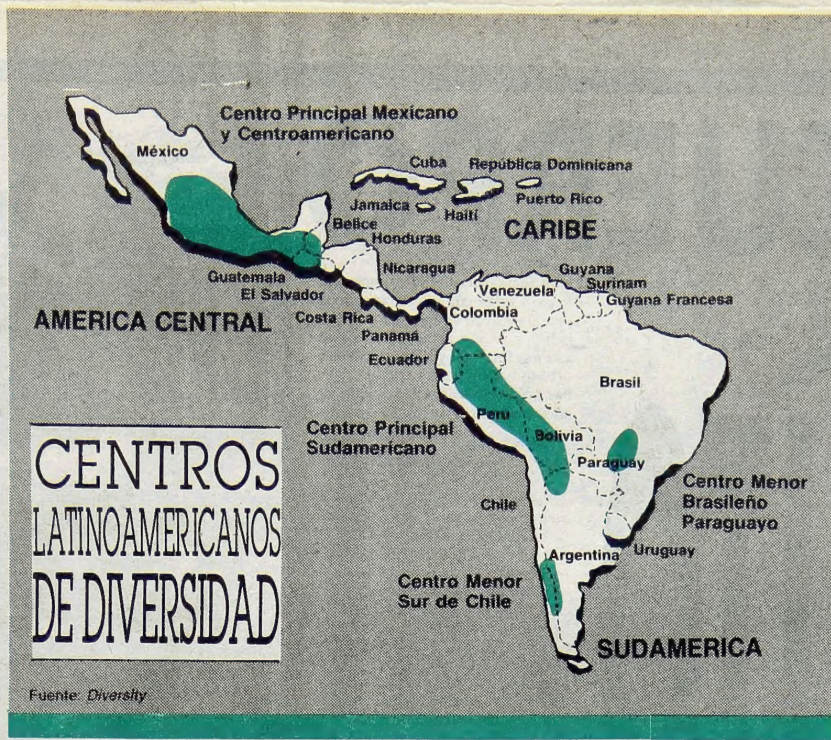 Centro Principal Mexicano
y Centroamericano
México
Cuba
República Dominicana
Jamaica
Haití
Puerto Rico
Belice
Honduras
CARIBE
Guatemala
Nicaragua
El Salvador
AMERICA CENTRAL
Costa Rica
Panamá
Guyana
Surinam
Guyana Francesa
Venezuela
Colombia
Ecuador
Brasil
Peru
Centro Principal
Sudamericano
Bolivia
Paraguay
Centro Menor
Brasileño
Paraguayo
Chile
Argentina
Uruguay
Centro Menor
Sur de Chile
SUDAMERICA
CENTROS
LATINOAMERICANOS
DE DIVERSIDAD
Fuente: Diversity